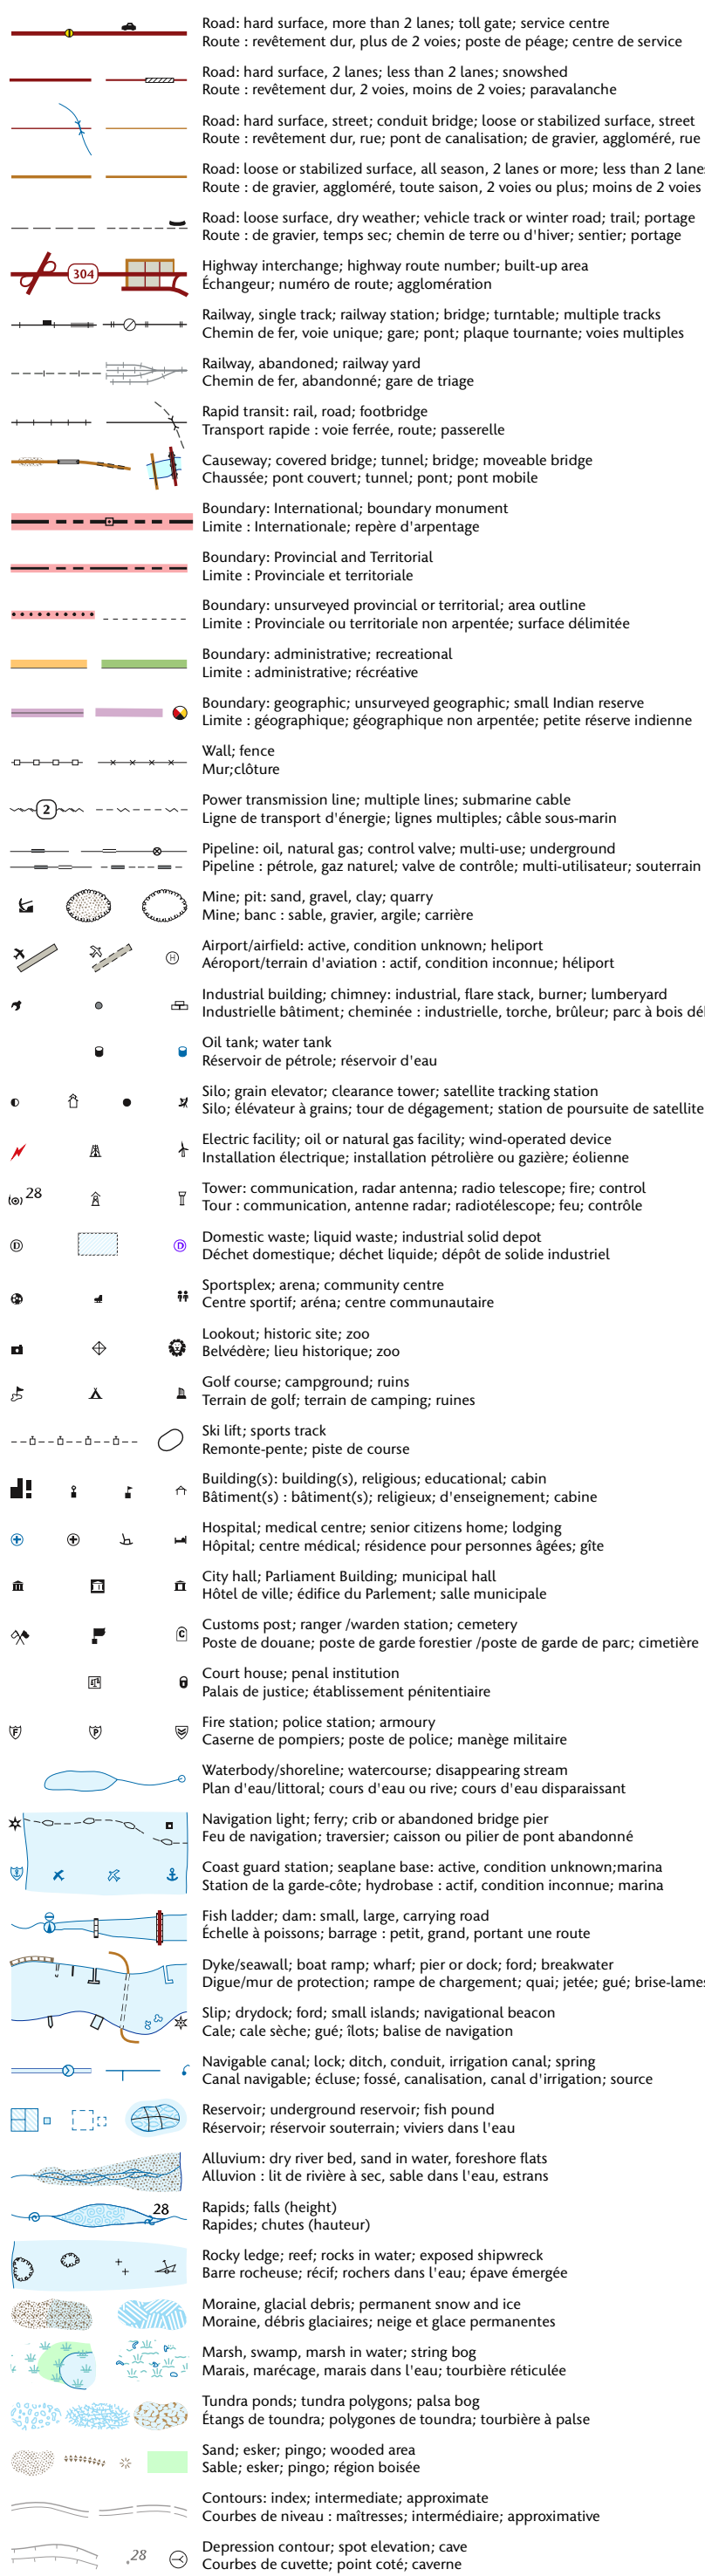 Road: hard surface, more than 2 lanes; toll gate; service centre
Route : revêtement dur, plus de 2 voies; poste de péage; centre de service
Road: hard surface, 2 lanes; less than 2 lanes; snowshed
Route : revêtement dur, 2 voies, moins de 2 voies; paravalanche
Road: hard surface, street; conduit bridge; loose or stabilized surface, street
Route : revêtement dur, rue; pont de canalisation; de gravier, aggloméré, rue
Road: loose or stabilized surface, all season, 2 lanes or more; less than 2 lanes
Route : de gravier, aggloméré, toute saison, 2 voies ou plus; moins de 2 voies
Road: loose surface, dry weather; vehicle track or winter road; trail; portage
Route : de gravier, temps sec; chemin de terre ou d'hiver; sentier; portage
304
Highway interchange; highway route number; built-up area
Échangeur; numéro de route; agglomération
Railway, single track; railway station; bridge; turntable; multiple tracks
Chemin de fer, voie unique; gare; pont; plaque tournante; voies multiples
Railway, abandoned; railway yard
Chemin de fer, abandonné; gare de triage
Rapid transit: rail, road; footbridge
Transport rapide : voie ferrée, route; passerelle
Causeway; covered bridge; tunnel; bridge; moveable bridge
Chaussée; pont couvert; tunnel; pont; pont mobile
Boundary: International; boundary monument
Limite : Internationale; repère d'arpentage
Boundary: Provincial and Territorial
Limite : Provinciale et territoriale
Boundary: unsurveyed provincial or territorial; area outline
Limite : Provinciale ou territoriale non arpentée; surface délimitée
Boundary: administrative; recreational
Limite : administrative; récréative
Boundary: geographic; unsurveyed geographic; small Indian reserve
Limite : géographique; géographique non arpentée; petite réserve indienne
Wall; fence
Mur;clôture
2
Power transmission line; multiple lines; submarine cable
Ligne de transport d'énergie; lignes multiples; câble sous-marin
Pipeline: oil, natural gas; control valve; multi-use; underground
Pipeline : pétrole, gaz naturel; valve de contrôle; multi-utilisateur; souterrain
Mine; pit: sand, gravel, clay; quarry
Mine; banc : sable, gravier, argile; carrière
H
Airport/airfield: active, condition unknown; heliport
Aéroport/terrain d'aviation : actif, condition inconnue; héliport
Industrial building; chimney: industrial, flare stack, burner; lumberyard
Industrielle bâtiment; cheminée : industrielle, torche, brûleur; parc à bois dél
Oil tank; water tank
Réservoir de pétrole; réservoir d'eau
Silo; grain elevator; clearance tower; satellite tracking station
Silo; élévateur à grains; tour de dégagement; station de poursuite de satellite
Electric facility; oil or natural gas facility; wind-operated device
Installation électrique; installation pétrolière ou gazière; éolienne
28
Tower: communication, radar antenna; radio telescope; fire; control
Tour : communication, antenne radar; radiotélescope; feu; contrôle
D D
Domestic waste; liquid waste; industrial solid depot
Déchet domestique; déchet liquide; dépôt de solide industriel
Sportsplex; arena; community centre
Centre sportif; aréna; centre communautaire
Lookout; historic site; zoo
Belvédère; lieu historique; zoo
Golf course; campground; ruins
Terrain de golf; terrain de camping; ruines
Ski lift; sports track
Remonte-pente; piste de course
Building(s): building(s), religious; educational; cabin
Bâtiment(s) : bâtiment(s); religieux; d'enseignement; cabine
Hospital; medical centre; senior citizens home; lodging
Hôpital; centre médical; résidence pour personnes âgées; gîte
City hall; Parliament Building; municipal hall
Hôtel de ville; édifice du Parlement; salle municipale
C
Customs post; ranger /warden station; cemetery
Poste de douane; poste de garde forestier /poste de garde de parc; cimetière
Court house; penal institution
Palais de justice; établissement pénitentiaire
F P
Fire station; police station; armoury
Caserne de pompiers; poste de police; manège militaire
Waterbody/shoreline; watercourse; disappearing stream
Plan d'eau/littoral; cours d'eau ou rive; cours d'eau disparaissant
Navigation light; ferry; crib or abandoned bridge pier
Feu de navigation; traversier; caisson ou pilier de pont abandonné
Coast guard station; seaplane base: active, condition unknown;marina
Station de la garde-côte; hydrobase : actif, condition inconnue; marina
Fish ladder; dam: small, large, carrying road
Échelle à poissons; barrage : petit, grand, portant une route
Dyke/seawall; boat ramp; wharf; pier or dock; ford; breakwater
Digue/mur de protection; rampe de chargement; quai; jetée; gué; brise-lames
Slip; drydock; ford; small islands; navigational beacon
Cale; cale sèche; gué; îlots; balise de navigation
Navigable canal; lock; ditch, conduit, irrigation canal; spring
Canal navigable; écluse; fossé, canalisation, canal d'irrigation; source
Reservoir; underground reservoir; fish pound
Réservoir; réservoir souterrain; viviers dans l'eau
Alluvium: dry river bed, sand in water, foreshore flats
Alluvion : lit de rivière à sec, sable dans l'eau, estrans
28
Rapids; falls (height)
Rapides; chutes (hauteur)
Rocky ledge; reef; rocks in water; exposed shipwreck
Barre rocheuse; récif; rochers dans l'eau; épave émergée
Moraine, glacial debris; permanent snow and ice
Moraine, débris glaciaires; neige et glace permanentes
Marsh, swamp, marsh in water; string bog
Marais, marécage, marais dans l'eau; tourbière réticulée
Tundra ponds; tundra polygons; palsa bog
Étangs de toundra; polygones de toundra; tourbière à palse
Sand; esker; pingo; wooded area
Sable; esker; pingo; région boisée
Contours: index; intermediate; approximate
Courbes de niveau : maîtresses; intermédiaire; approximative
28
Depression contour; spot elevation; cave
Courbes de cuvette; point coté; caverne